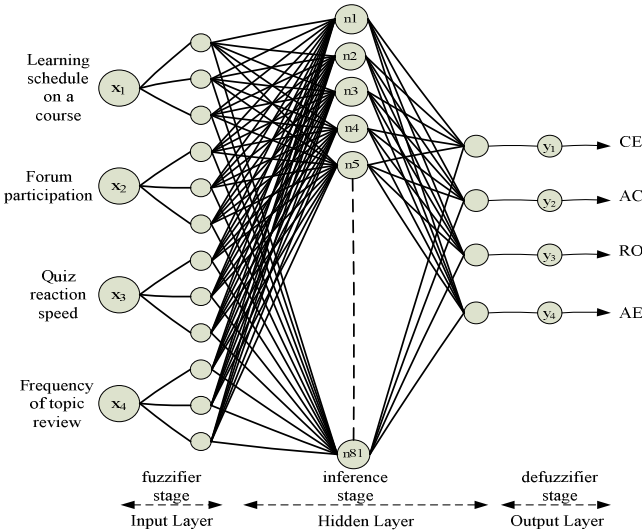 Learning
schedule
on a
course
x1
Forum
participation
x2
Quiz
reaction
speed
x3
Frequency
of topic
review
x4
n1
n2
n3
n4
n5
n81
y1
CE
y2
AC
y3
RO
y4
AE
fuzzifier
stage
Input Layer
inference
stage
Hidden Layer
defuzzifier
stage
Output Layer